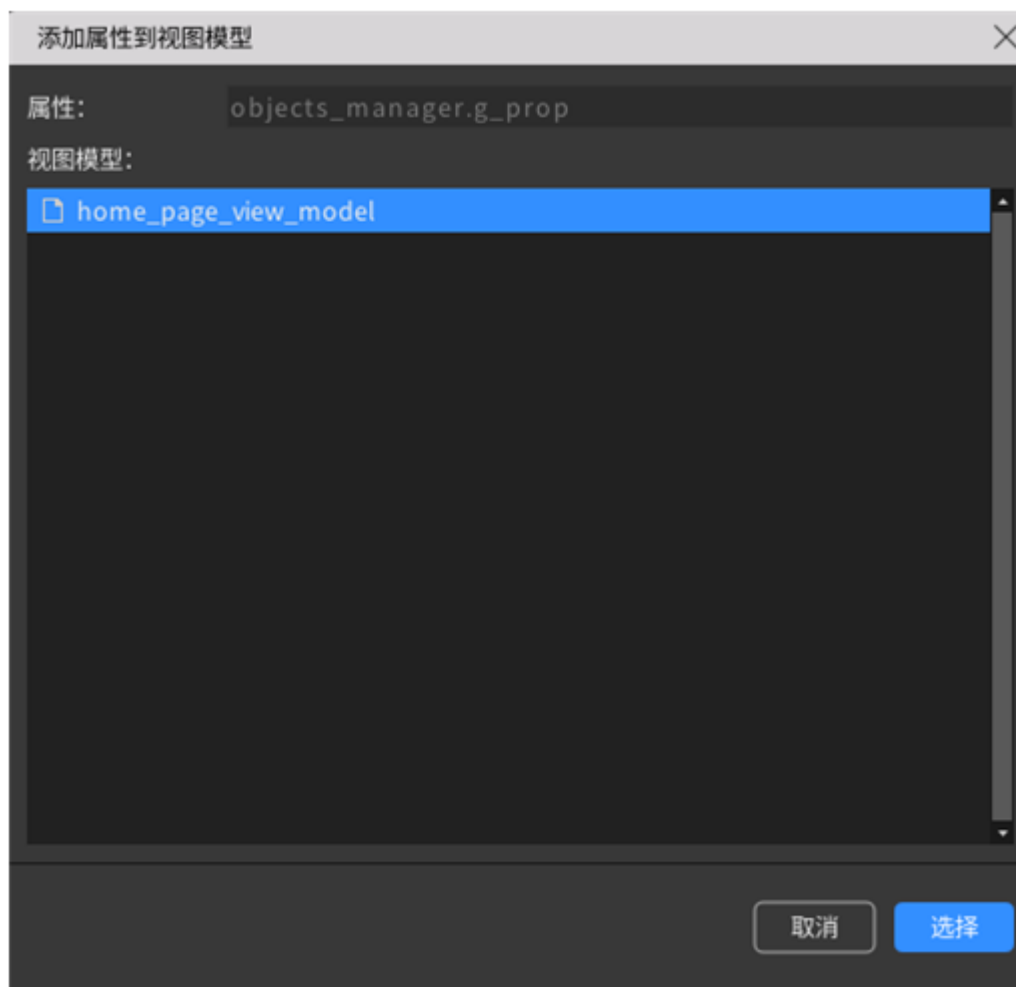 添加属性到视图模型
属性： objects_manager.g_prop
视图模型：
home_page_view_model
取消 选择